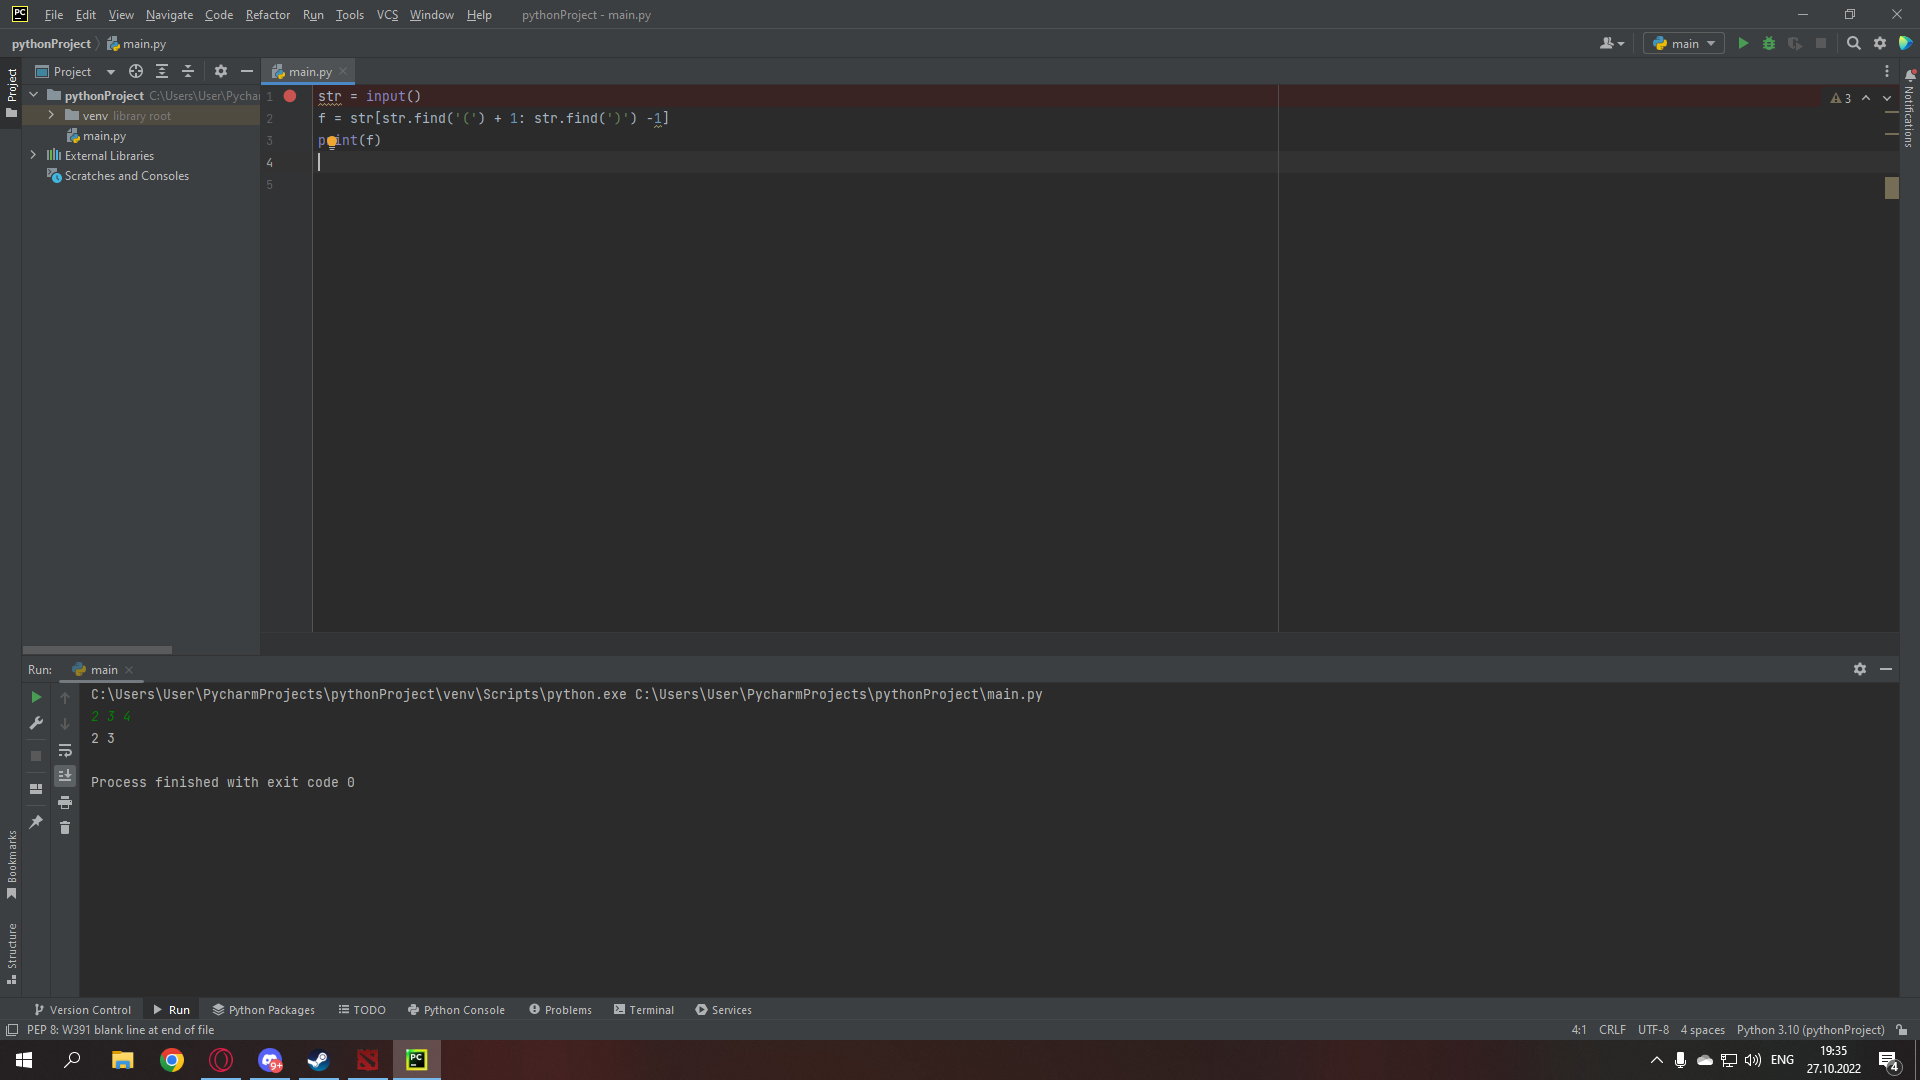 PC File Edit View Navigate Code Refactor Run Tools VCS Window Help pythonProject - main.py
pythonProject main.py main
Project main.py
pythonProject C:\Users\User\Pychar
venv library root
main.py
External Libraries
Scratches and Consoles
Project
1 str = input()
2 f = str[str.find('(') + 1: str.find(')') -1]
3 print(f)
4
5
3
Notifications
Run: main
C:\Users\User\PycharmProjects\pythonProject\venv\Scripts\python.exe C:\Users\User\PycharmProjects\pythonProject\main.py
2 3 4
2 3
Process finished with exit code 0
Bookmarks
Structure
Version Control Run Python Packages TODO Python Console Problems Terminal Services
PEP 8: W391 blank line at end of file 4:1 CRLF UTF-8 4 spaces Python 3.10 (pythonProject)
9+ PC ENG 19:35
27.10.2022 4